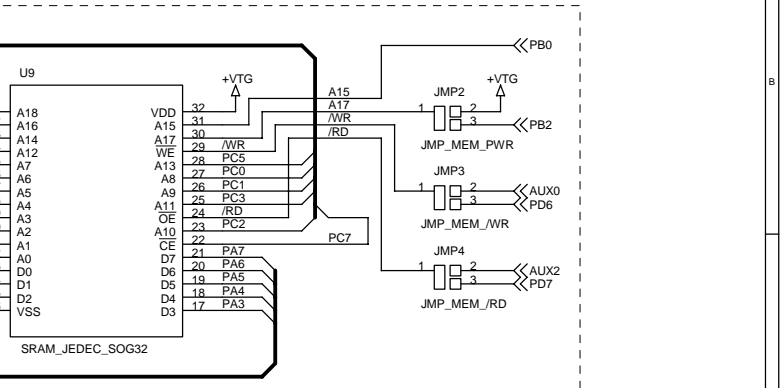 PB0
U9
+VTG
+VTG
B
A15
JMP2
A17
1
2
3
PB2
/WR
/RD
JMP_MEM_PWR
A18
VDD
32
A16
A15
31
A14
A17
30
A12
WE
29
/WR
A7
A13
28
PC5
A6
A8
27
PC0
A5
A9
26
PC1
A4
A11
25
PC3
A3
OE
24
/RD
A2
A10
23
PC2
A1
CE
22
PC7
A0
D7
21
PA7
D0
D6
20
PA6
D1
D5
19
PA5
D2
D4
18
PA4
VSS
D3
17
PA3
JMP3
1
2
AUX0
3
PD6
JMP_MEM_/WR
JMP4
1
2
AUX2
3
PD7
JMP_MEM_/RD
SRAM_JEDEC_SOG32